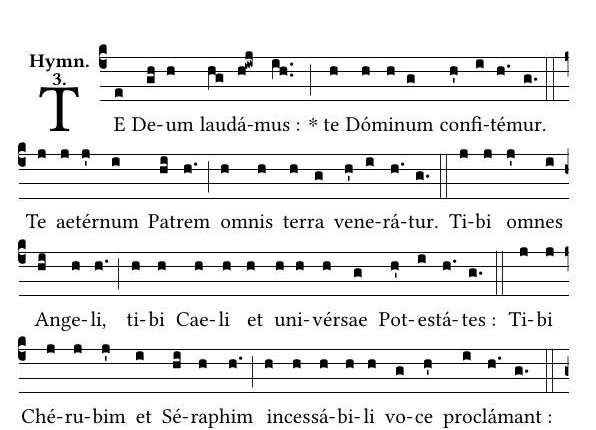 Hymn.
3.
TE De-um laudá-mus : * te Dóminum confi-témur.
Te aetérnum Patrem omnis terra vene-rá-tur. Ti-bi omnes
Ange-li, ti-bi Cae-li et uni-vérsae Pot-está-tes : Ti-bi
Ché-ru-bim et Sé-raphim incessá-bi-li vo-ce proclámant :